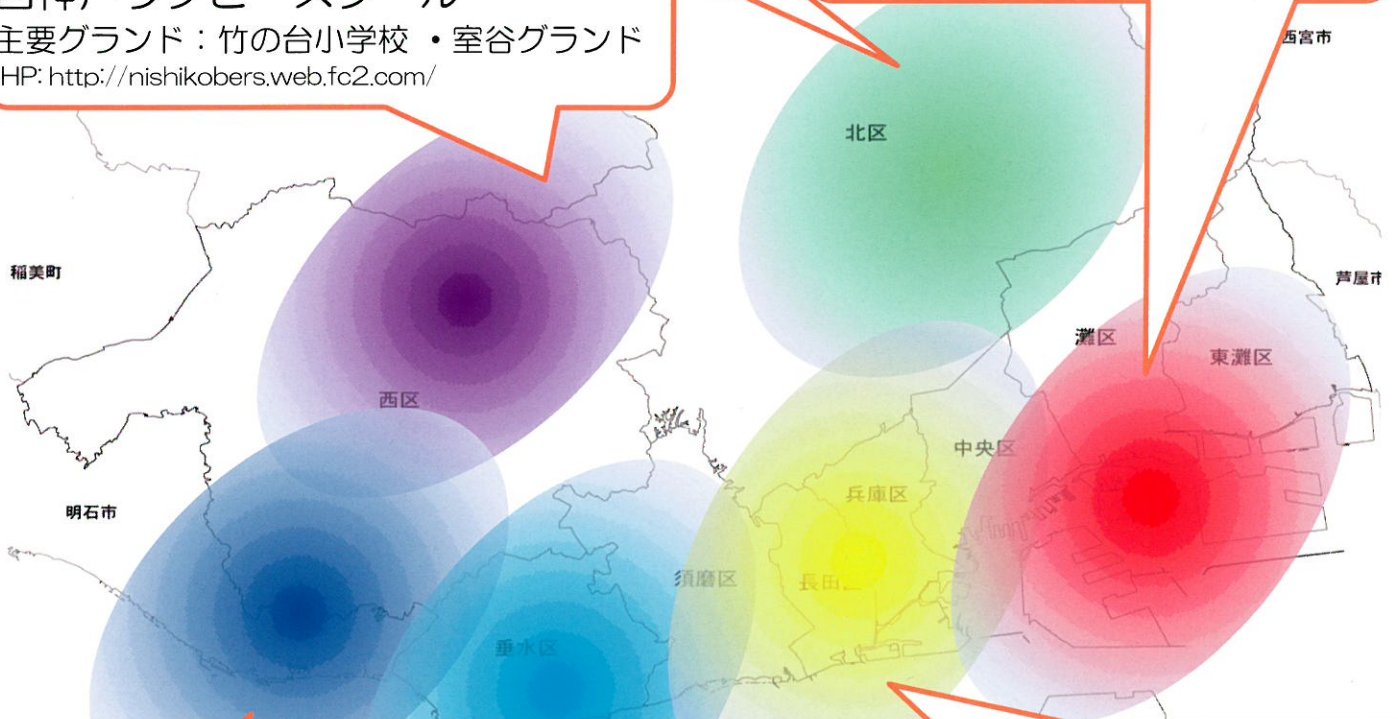 主要グランド：竹の台小学校 ・室谷グランド
HP: http://nishikobers.web.fc2.com/
西宮市
北区
稲美町
芦屋市
灘区
東灘区
西区
中央区
兵庫区
明石市
須磨区
長田
垂水区